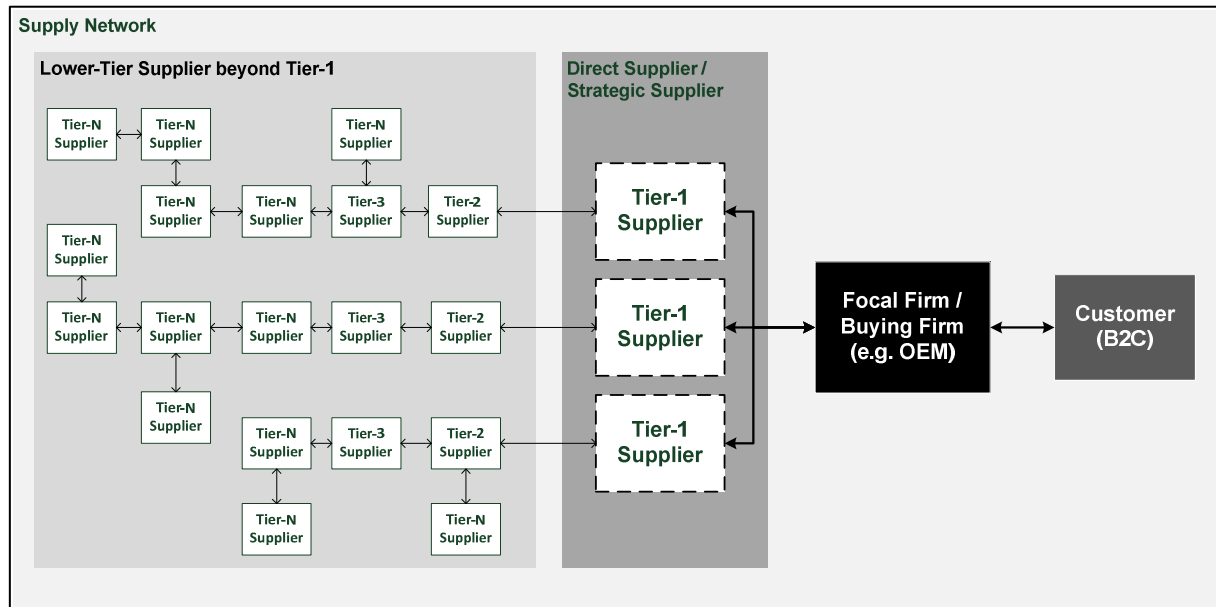 Supply Network
Lower-Tier Supplier beyond Tier-1
Direct Supplier /
Strategic Supplier
Tier-N
Supplier
Tier-N
Supplier
Tier-N
Supplier
Tier-N
Supplier
Tier-N
Supplier
Tier-3
Supplier
Tier-2
Supplier
Tier-1
Supplier
Tier-N
Supplier
Tier-N
Supplier
Tier-N
Supplier
Tier-N
Supplier
Tier-3
Supplier
Tier-2
Supplier
Tier-1
Supplier
Focal Firm /
Buying Firm
(e.g. OEM)
Customer
(B2C)
Tier-N
Supplier
Tier-N
Supplier
Tier-3
Supplier
Tier-2
Supplier
Tier-1
Supplier
Tier-N
Supplier
Tier-N
Supplier